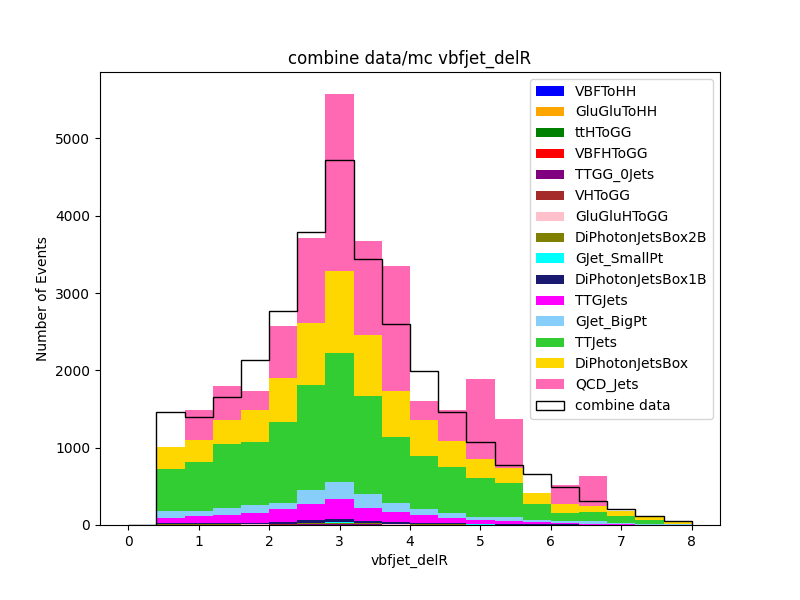 combine data/mc vbfjet_delR
Number of Events
5000
4000
3000
2000
1000
0
0 1 2 3 4 5 6 7 8
vbfjet_delR
VBFToHH
GluGluToHH
ttHToGG
VBFHToGG
TTGG_0Jets
VHToGG
GluGluHToGG
DiPhotonJetsBox2B
GJet_SmallPt
DiPhotonJetsBox1B
TTGJets
GJet_BigPt
TTJets
DiPhotonJetsBox
QCD_Jets
combine data